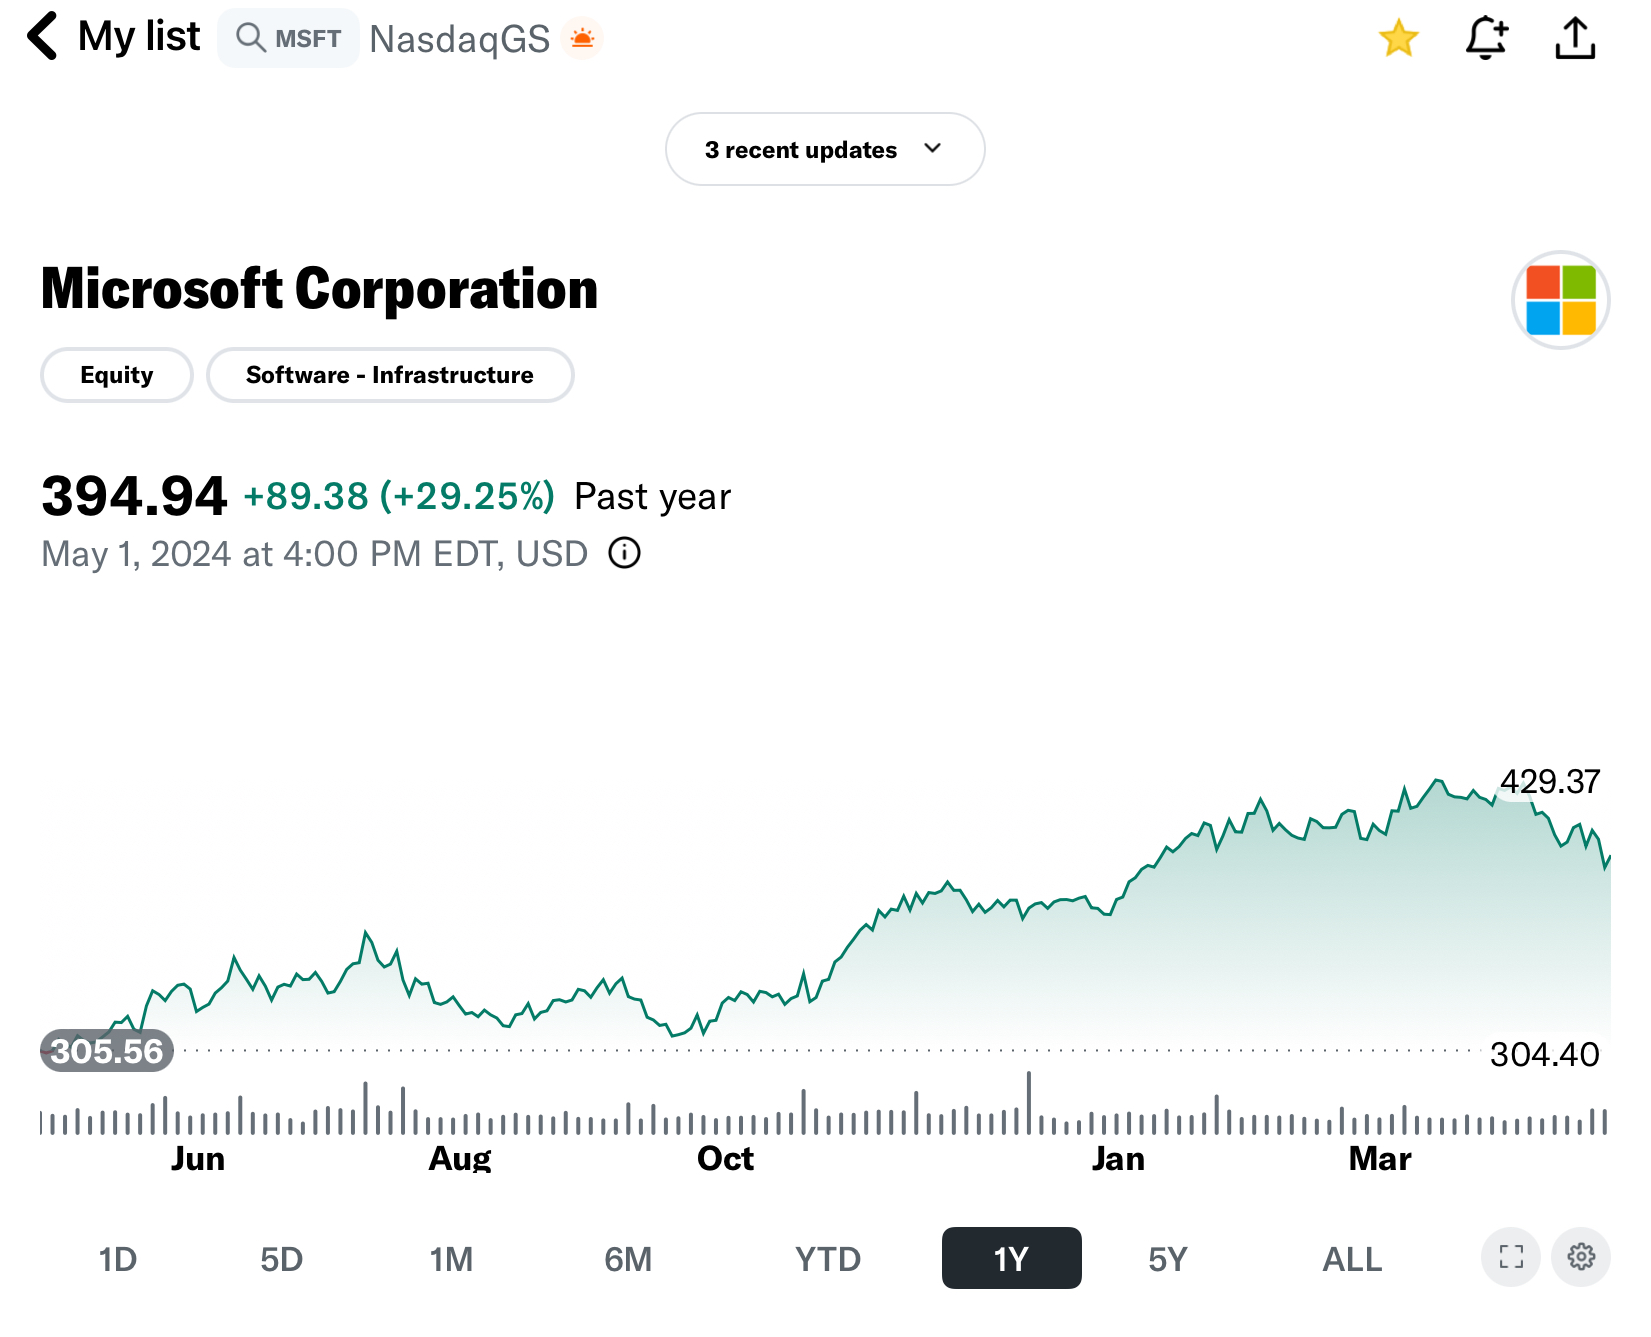 My list MSFT NasdaqGS
3 recent updates
Microsoft Corporation
Equity Software - Infrastructure
394.94 +89.38 (+29.25%) Past year
May 1, 2024 at 4:00 PM EDT, USD
429.37
305.56 304.40
Jun Aug Oct Jan Mar
1D 5D 1M 6M YTD 1Y 5Y ALL